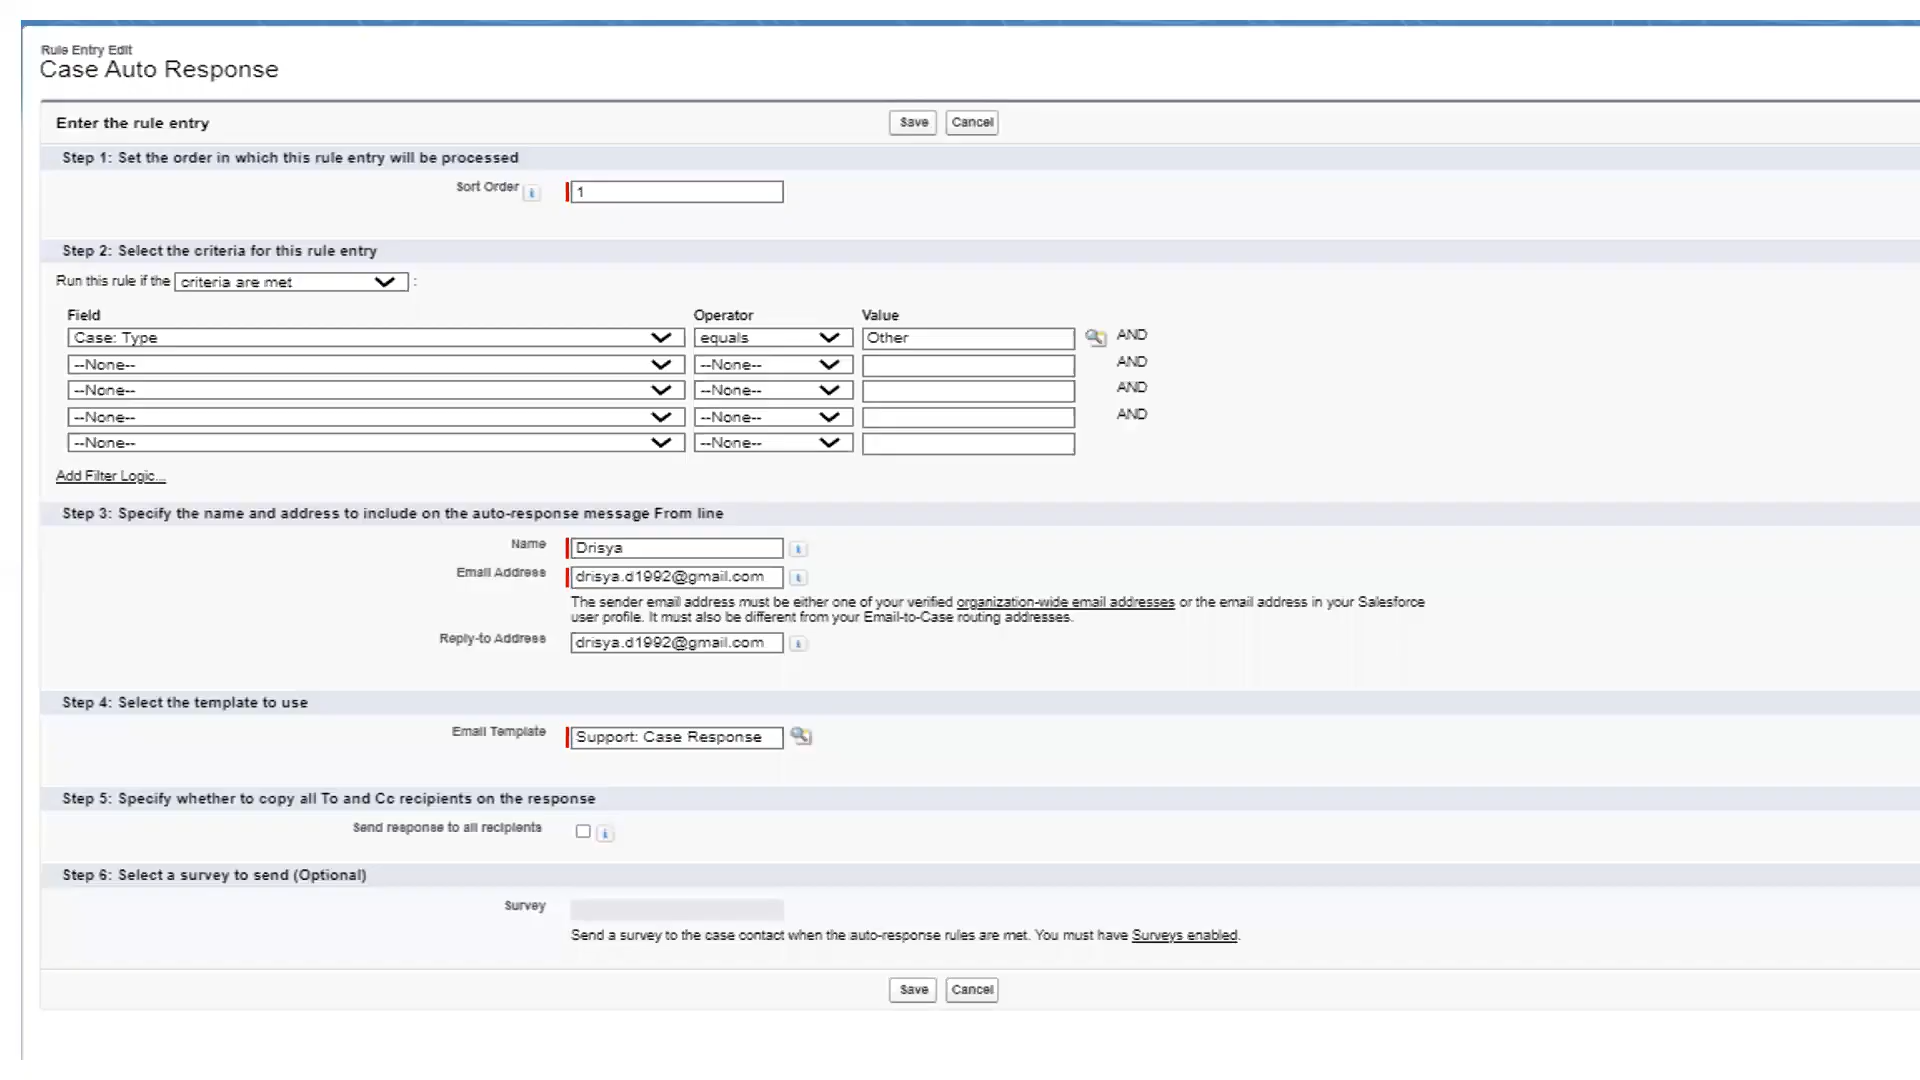 Rule Entry Edit
Case Auto Response
Enter the rule entry
Save Cancel
Step 1: Set the order in which this rule entry will be processed
Sort Order 1
Step 2: Select the criteria for this rule entry
Run this rule if the criteria are met :
Field Operator Value
Case: Type equals Other AND
--None-- --None-- AND
--None-- --None-- AND
--None-- --None-- AND
--None-- --None--
Add Filter Logic...
Step 3: Specify the name and address to include on the auto-response message From line
Name Drisya
Email Address drisya.d1992@gmail.com
The sender email address must be either one of your verified organization-wide email addresses or the email address in your Salesforce
user profile. It must also be different from your Email-to-Case routing addresses.
Reply-to Address drisya.d1992@gmail.com
Step 4: Select the template to use
Email Template Support: Case Response
Step 5: Specify whether to copy all To and Cc recipients on the response
Send response to all recipients
Step 6: Select a survey to send (Optional)
Survey
Send a survey to the case contact when the auto-response rules are met. You must have Surveys enabled.
Save Cancel